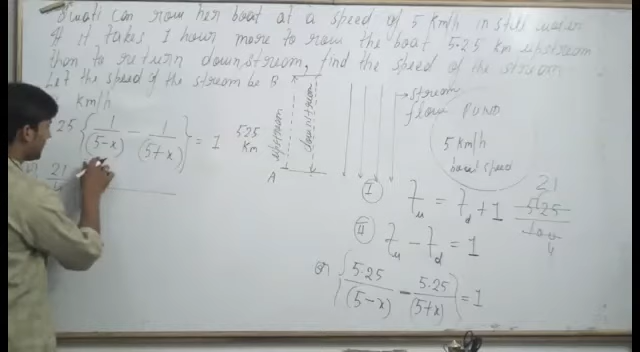 Swati can row her boat at a speed of 5 km/h in still water
If it takes 1 hour more to row the boat 5.25 km upstream
than to return downstream, find the speed of the stream
Let the speed of the stream be B
km/h
25 { 1/(5-x) - 1/(5+x) } = 1
21
upstream
downstream
A
5.25
Km
→ stream
flow
5 km/h
boat speed
I t_u = t_d + 1
II t_u - t_d = 1
or { 5.25/(5-x) - 5.25/(5+x) = 1
21
525
100
4